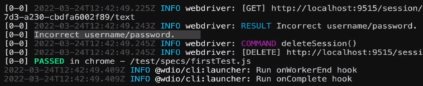 [0-0] 2022-03-24T12:42:49.225Z INFO webdriver: [GET] http://localhost:9515/session/
7d3-a230-cbdfa6002f89/text
[0-0] 2022-03-24T12:42:49.243Z INFO webdriver: RESULT Incorrect username/password.
[0-0] Incorrect username/password.
[0-0] 2022-03-24T12:42:49.245Z INFO webdriver: COMMAND deleteSession()
[0-0] 2022-03-24T12:42:49.245Z INFO webdriver: [DELETE] http://localhost:9515/sessi
[0-0] PASSED in chrome - /test/specs/firstTest.js
2022-03-24T12:42:49.409Z INFO @wdio/cli:launcher: Run onWorkerEnd hook
2022-03-24T12:42:49.409Z INFO @wdio/cli:launcher: Run onComplete hook